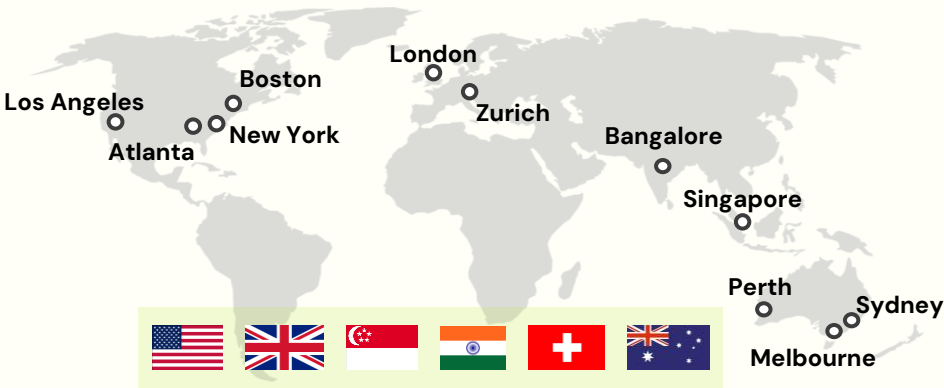 London
Boston
Los Angeles
Zurich
New York
Bangalore
Atlanta
Singapore
Perth
Sydney
Melbourne